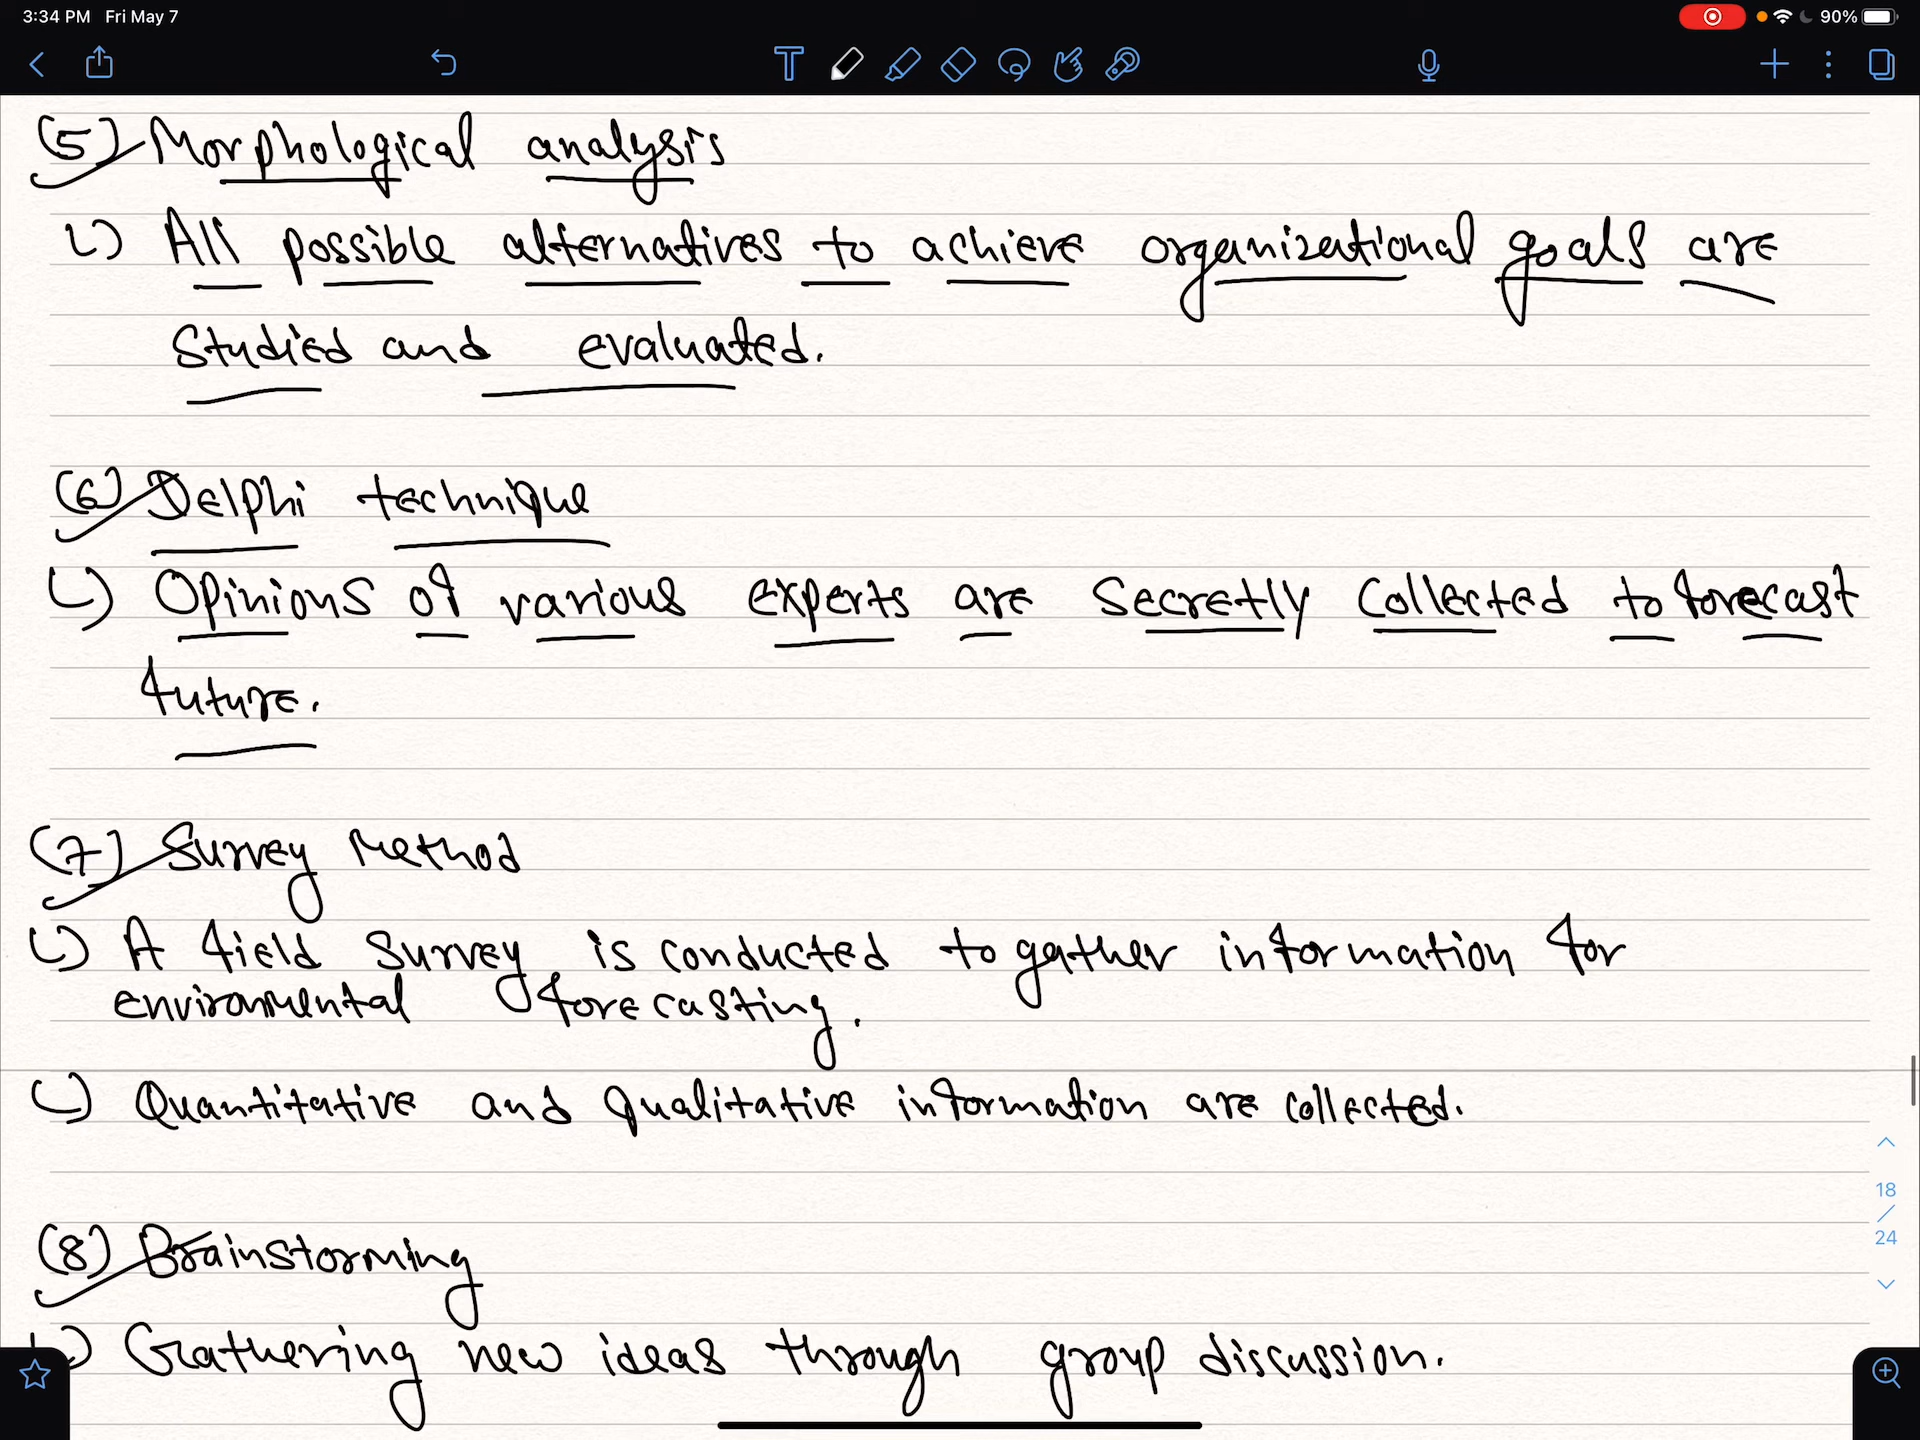 3:34 PM Fri May 7
90%
(5) Morphological analysis
All possible alternatives to achieve organizational goals are
studied and evaluated.
(6) Delphi technique
Opinions of various experts are secretly collected to forecast
future.
(7) Survey Method
A field survey is conducted to gather information for
environmental forecasting.
Quantitative and qualitative information are collected.
18
/
24
(8) Brainstorming
Gathering new ideas through group discussion.